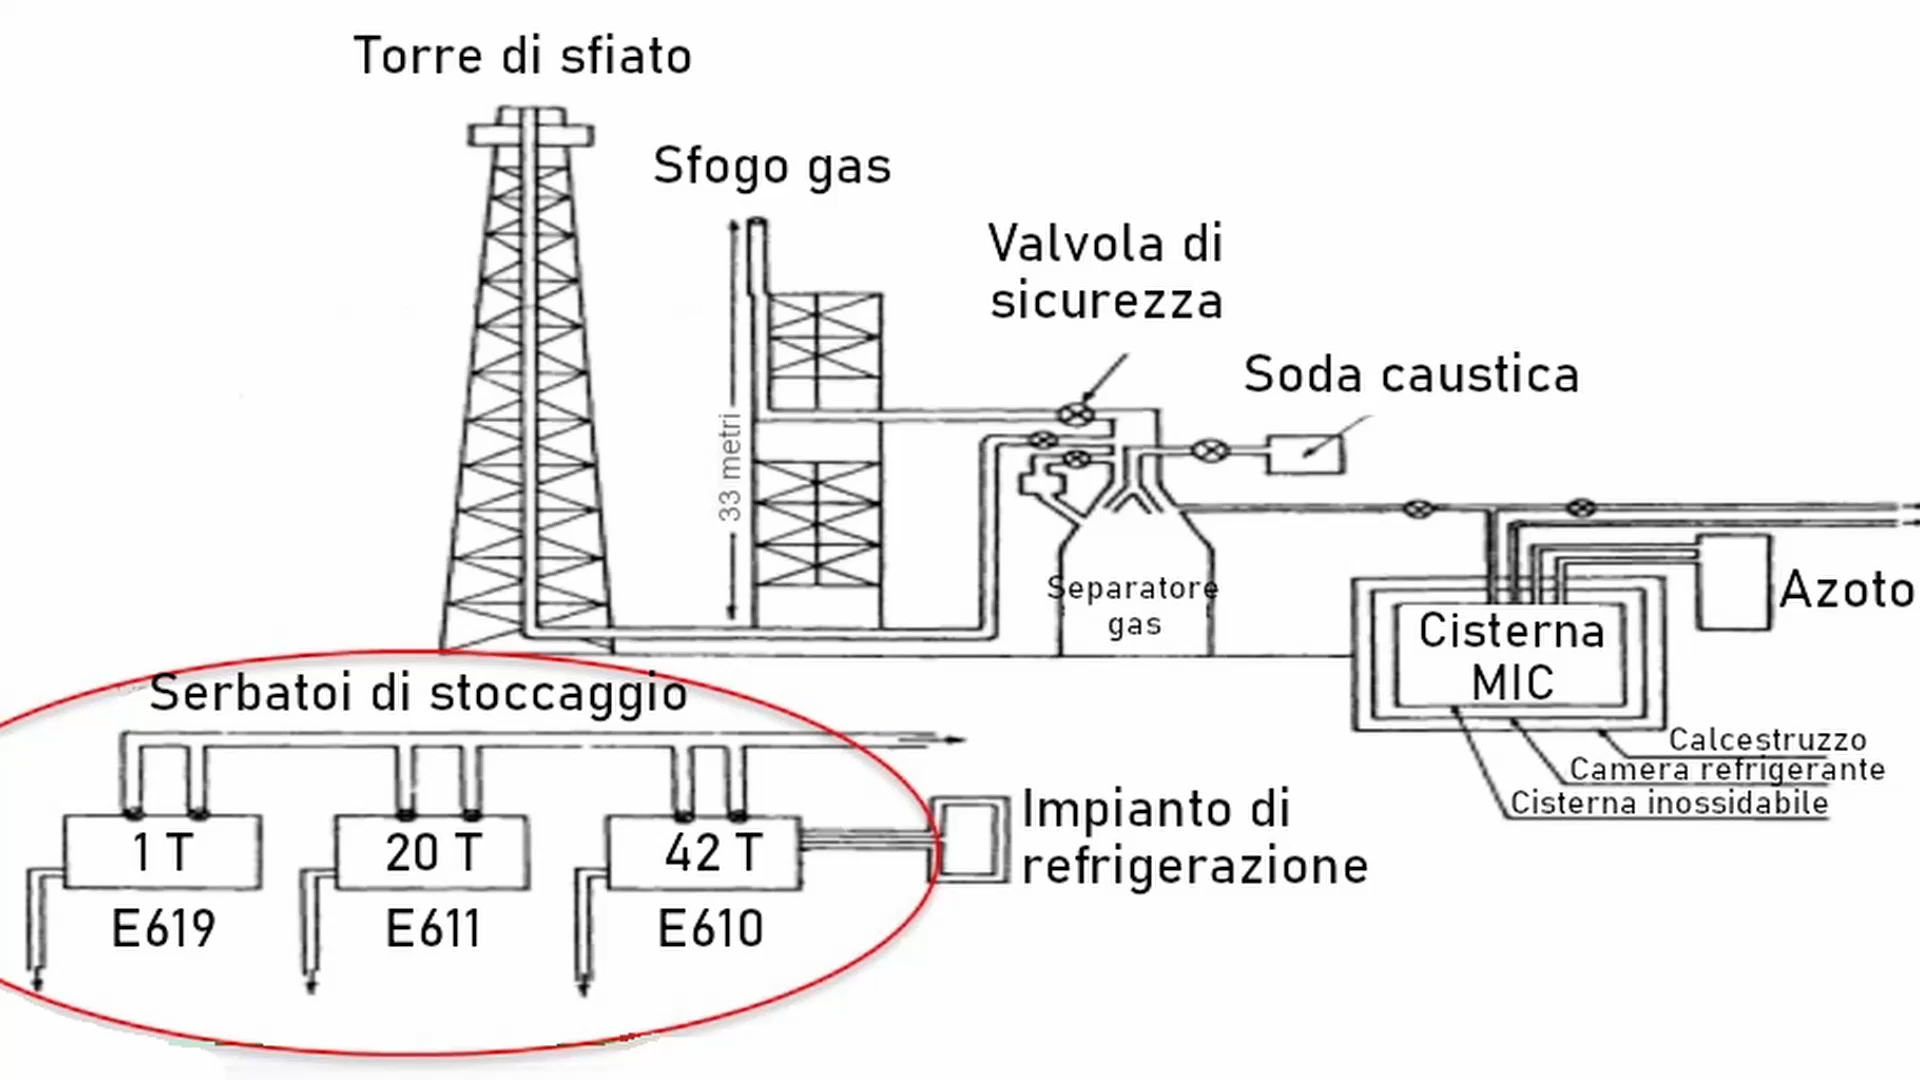 Torre di sfiato
Sfogo gas
Valvola di
sicurezza
Soda caustica
33 metri
Separatore
gas
Azoto
Cisterna
MIC
Calcestruzzo
Camera refrigerante
Cisterna inossidabile
Serbatoi di stoccaggio
1 T
20 T
42 T
E619
E611
E610
Impianto di
refrigerazione